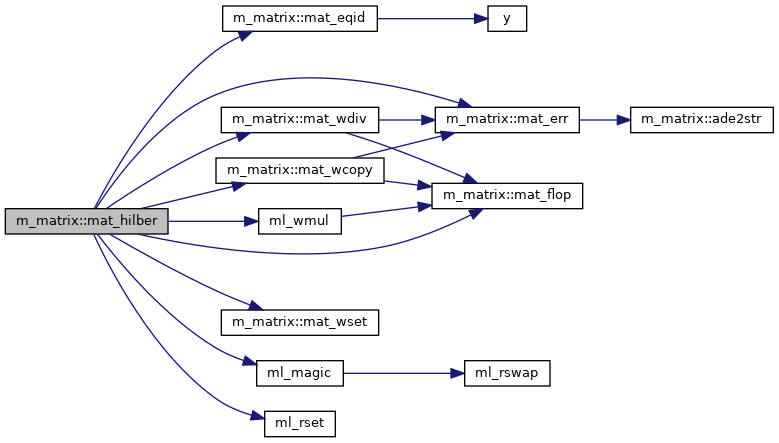 m_matrix::mat_eqid
y
m_matrix::mat_wdiv
m_matrix::mat_err
m_matrix::ade2str
m_matrix::mat_wcopy
m_matrix::mat_flop
m_matrix::mat_hilber
ml_wmul
m_matrix::mat_wset
ml_magic
ml_rswap
ml_rset